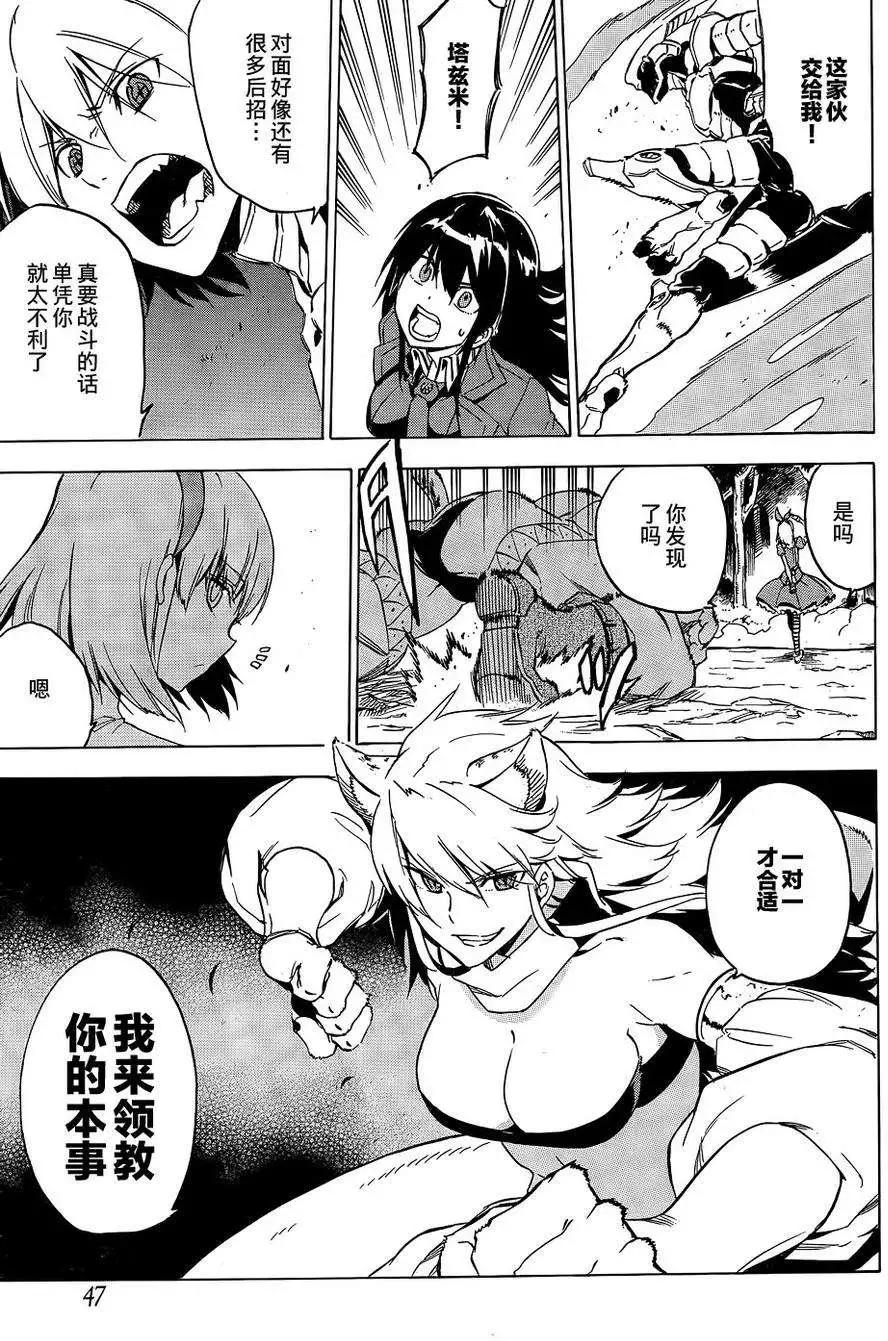 这家伙
交给我！
塔兹米！
对面好像还有
很多后招…
真要战斗的话
单凭你
就太不利了
是吗
你发现
了吗
嗯
一对一
才合适
我来领教
你的本事
47